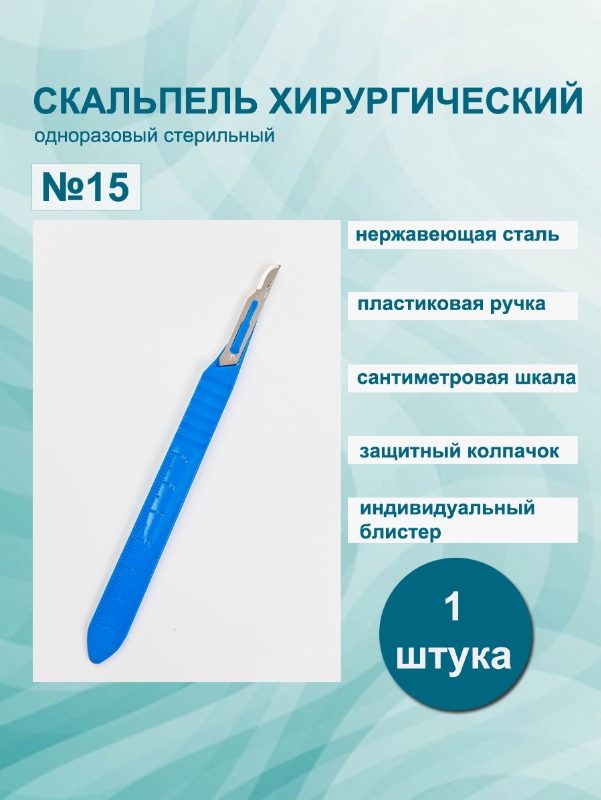 СКАЛЬПЕЛЬ ХИРУРГИЧЕСКИЙ
одноразовый стерильный
№15
нержавеющая сталь
пластиковая ручка
сантиметровая шкала
защитный колпачок
индивидуальный
блистер
1
штука